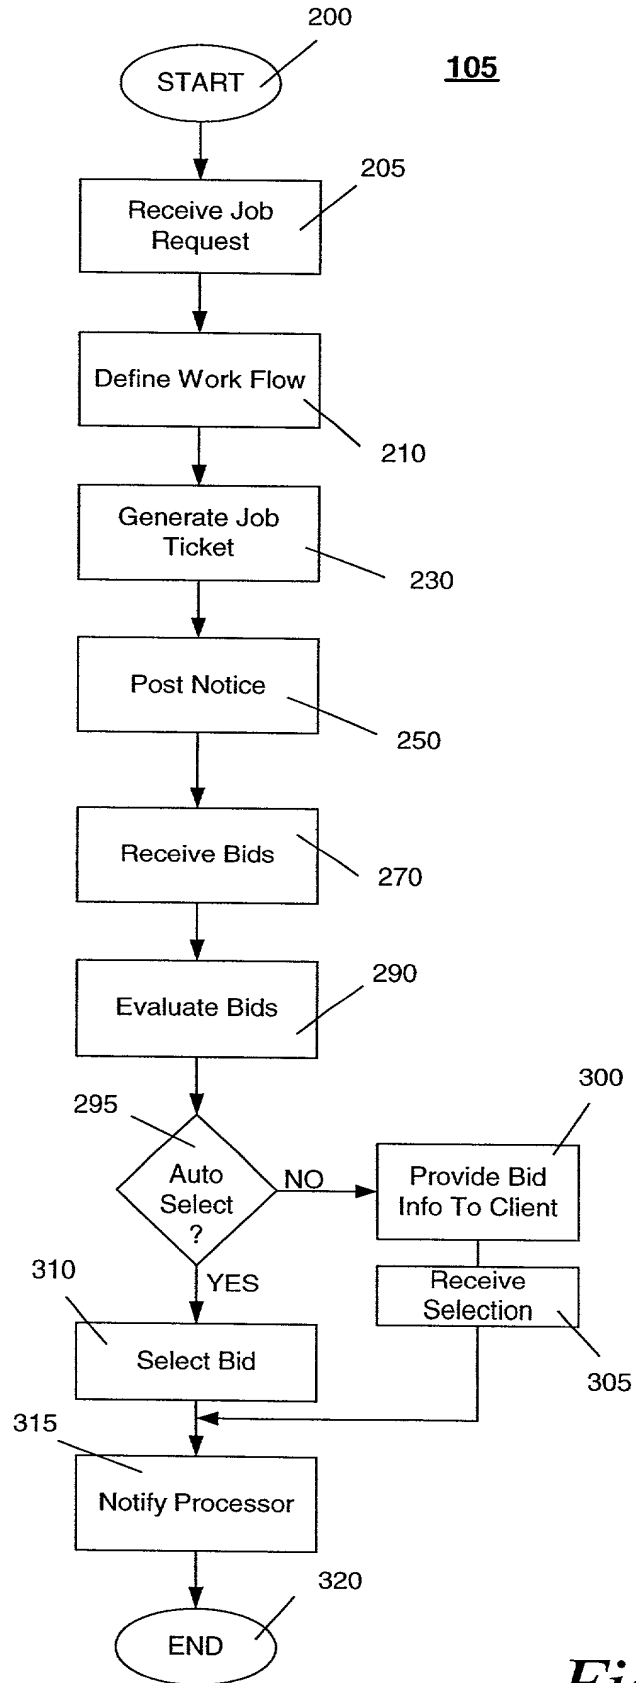 200
START
105
205
Receive Job
Request
Define Work Flow
210
Generate Job
Ticket
230
Post Notice
250
Receive Bids
270
290
Evaluate Bids
300
295
Auto
Select
?
NO
Provide Bid
Info To Client
310
YES
Receive
Selection
Select Bid
305
315
Notify Processor
320
END